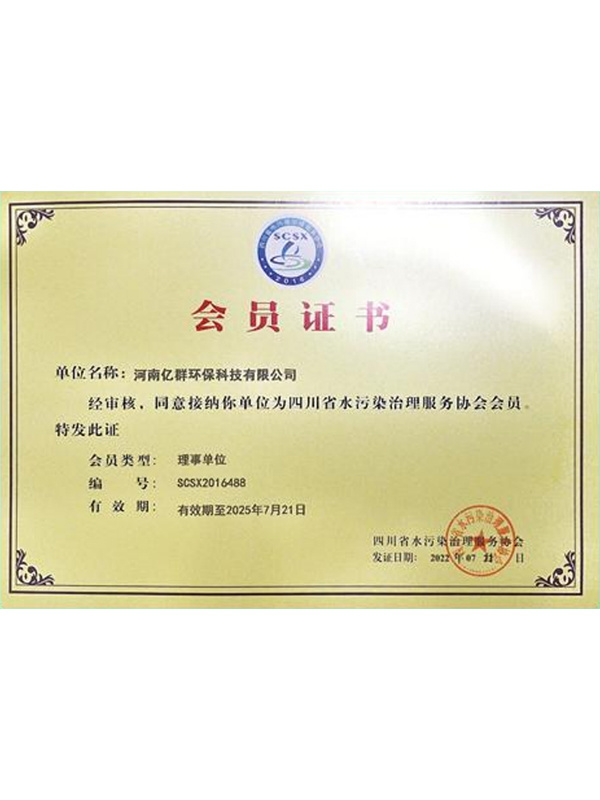 SCSX
2016
会员证书
单位名称：河南亿群环保科技有限公司
经审核，同意接纳你单位为四川省水污染治理服务协会会员。
特发此证
会员类型：理事单位
编号：SCSX2016488
有效期：有效期至2025年7月21日
四川省水污染治理服务协会
发证日期：2022年07月22日